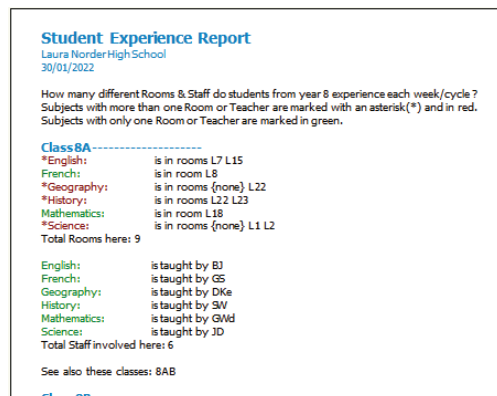 Student Experience Report
Laura Norder High School
30/01/2022
How many different Rooms & Staff do students from year 8 experience each week/cycle ?
Subjects with more than one Room or Teacher are marked with an asterisk(*) and in red.
Subjects with only one Room or Teacher are marked in green.
Class 8A--------------------
*English: is in rooms L7 L15
French: is in room L8
*Geography: is in rooms {none} L22
*History: is in rooms L22 L23
Mathematics: is in room L18
*Science: is in rooms {none} L1 L2
Total Rooms here: 9
English: is taught by BJ
French: is taught by GS
Geography: is taught by DKe
History: is taught by SW
Mathematics: is taught by GWd
Science: is taught by JD
Total Staff involved here: 6
See also these classes: 8AB